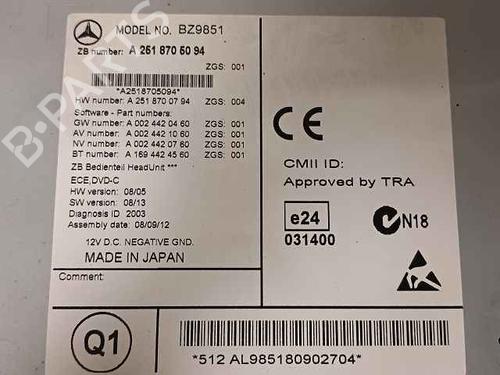 MODEL NO. BZ9851
ZB number: A 251 870 50 94
ZGS: 001
*A2518705094*
HW number: A 251 870 07 94 ZGS: 004
Software - Part numbers:
GW number: A 002 442 04 60 ZGS: 001
AV number: A 002 442 10 60 ZGS: 001
NV number: A 002 442 01 60 ZGS: 001
BT number: A 169 442 45 60 ZGS: 001
ZB Bedienteil HeadUnit ***
ECE,DVD-C
HW version: 08/05
SW version: 08/13
Diagnosis ID 2003
Assembly date: 08/09/12
12V D.C. NEGATIVE GND.
MADE IN JAPAN
Comment:
CE
CMII ID:
Approved by TRA
e24
031400
N18
Q1
*512 AL985180902704*
B-PARTS